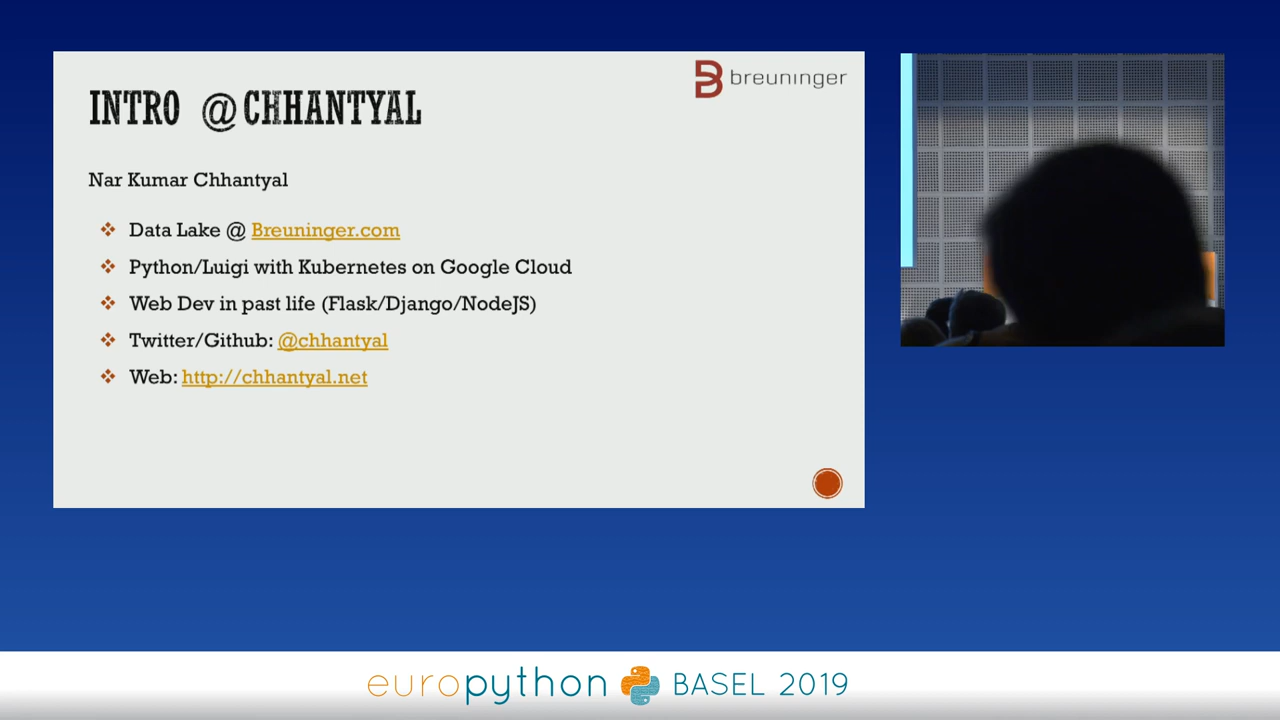 INTRO @CHHANTYAL
breuninger
Nar Kumar Chhantyal
Data Lake @ Breuninger.com
Python/Luigi with Kubernetes on Google Cloud
Web Dev in past life (Flask/Django/NodeJS)
Twitter/Github: @chhantyal
Web: http://chhantyal.net
europython BASEL 2019